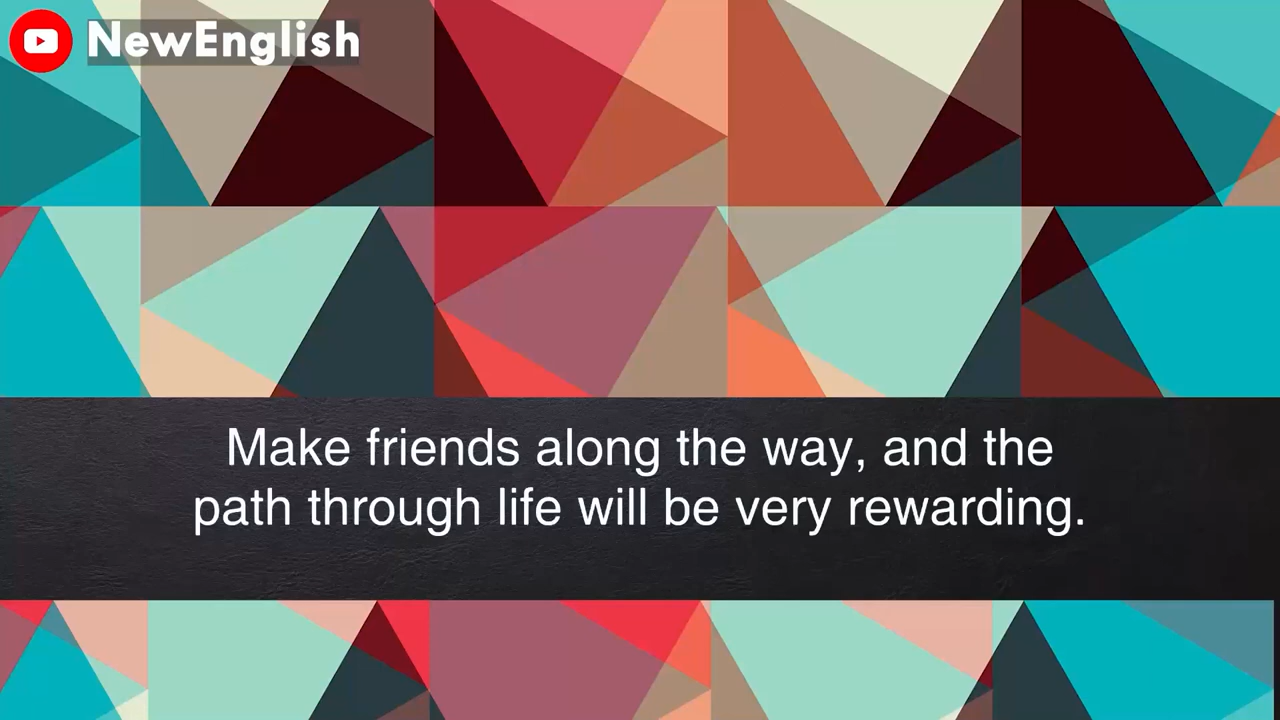 NewEnglish
Make friends along the way, and the
path through life will be very rewarding.